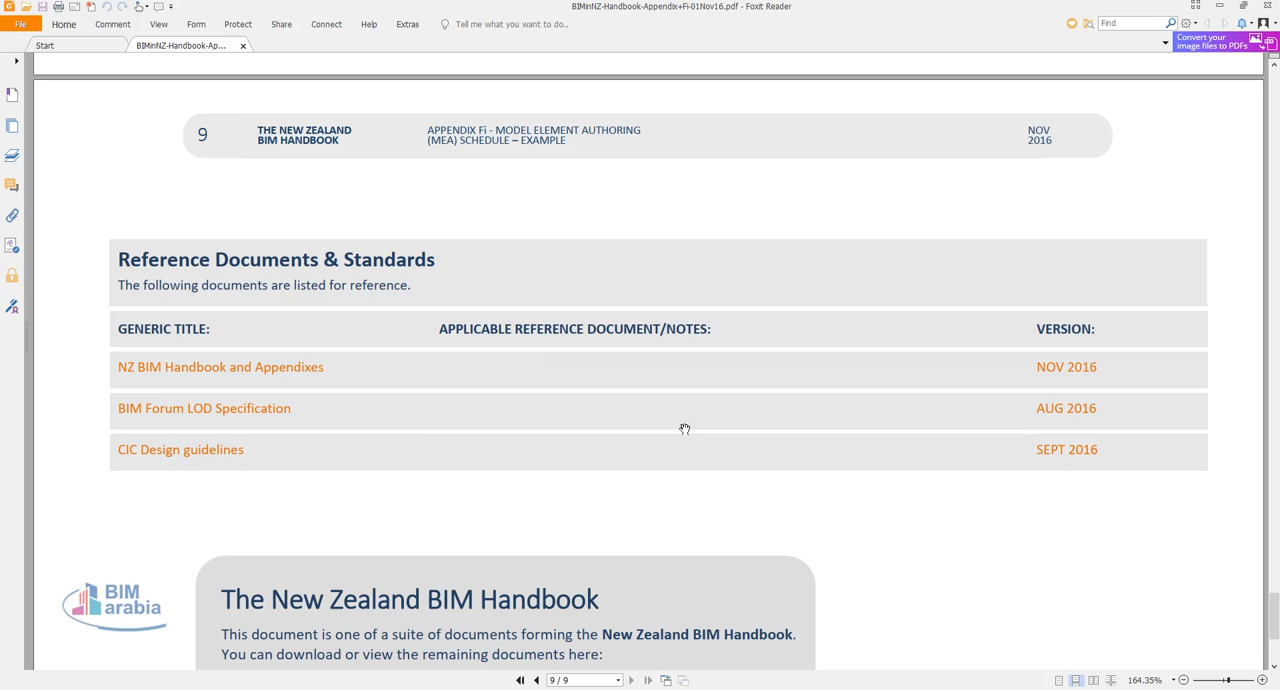 BIMinNZ-Handbook-Appendix+Fi-01Nov16.pdf - Foxit Reader
File Home Comment View Form Protect Share Connect Help Extras Tell me what you want to do.. Find
Start BIMinNZ-Handbook-Ap... Convert your
image files to PDFs
9 THE NEW ZEALAND APPENDIX Fi - MODEL ELEMENT AUTHORING NOV
BIM HANDBOOK (MEA) SCHEDULE – EXAMPLE 2016
Reference Documents & Standards
The following documents are listed for reference.
GENERIC TITLE: APPLICABLE REFERENCE DOCUMENT/NOTES: VERSION:
NZ BIM Handbook and Appendixes NOV 2016
BIM Forum LOD Specification AUG 2016
CIC Design guidelines SEPT 2016
BIM
arabia
The New Zealand BIM Handbook
This document is one of a suite of documents forming the New Zealand BIM Handbook.
You can download or view the remaining documents here:
9 / 9 164.35%